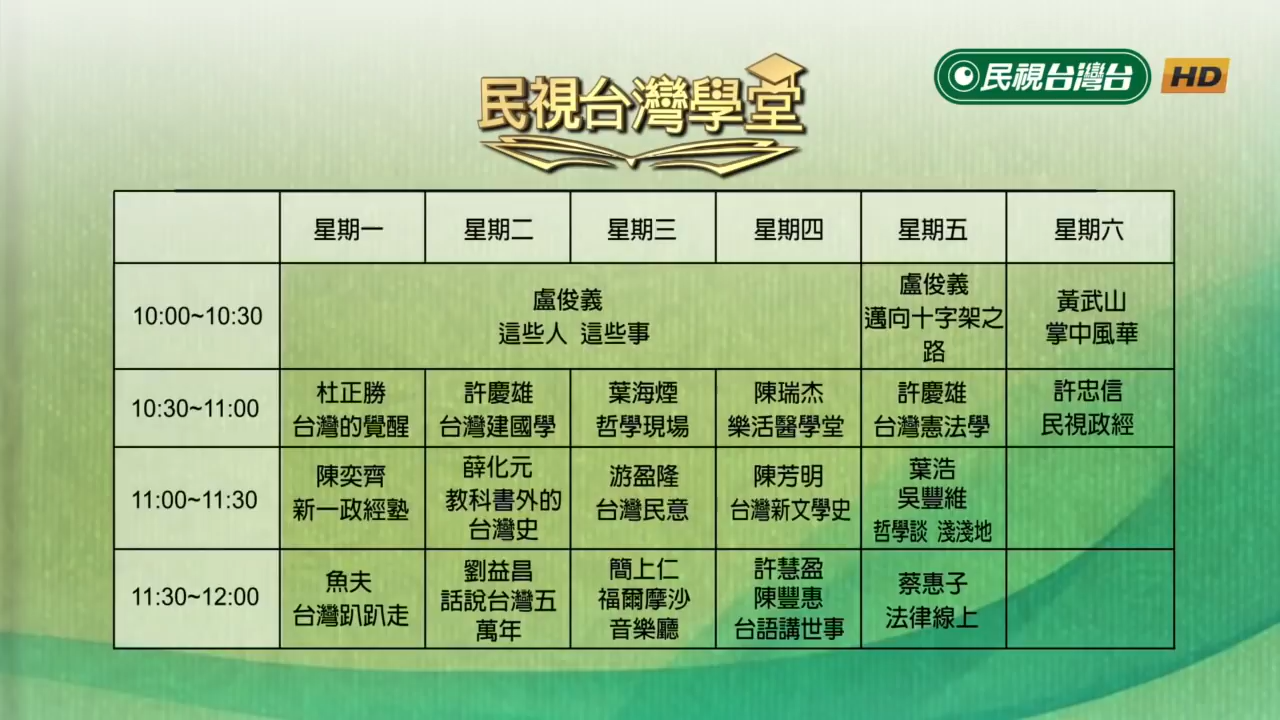 民視台灣學堂
民視台灣台 HD
星期一 星期二 星期三 星期四 星期五 星期六
10:00~10:30
盧俊義
這些人 這些事
盧俊義
邁向十字架之
路
黃武山
掌中風華
10:30~11:00
杜正勝
台灣的覺醒
許慶雄
台灣建國學
葉海煙
哲學現場
陳瑞杰
樂活醫學堂
許慶雄
台灣憲法學
許忠信
民視政經
11:00~11:30
陳奕齊
新一政經塾
薛化元
教科書外的
台灣史
游盈隆
台灣民意
陳芳明
台灣新文學史
葉浩
吳豐維
哲學談 淺淺地
11:30~12:00
魚夫
台灣趴趴走
劉益昌
話說台灣五
萬年
簡上仁
福爾摩沙
音樂廳
許慧盈
陳豐惠
台語講世事
蔡惠子
法律線上